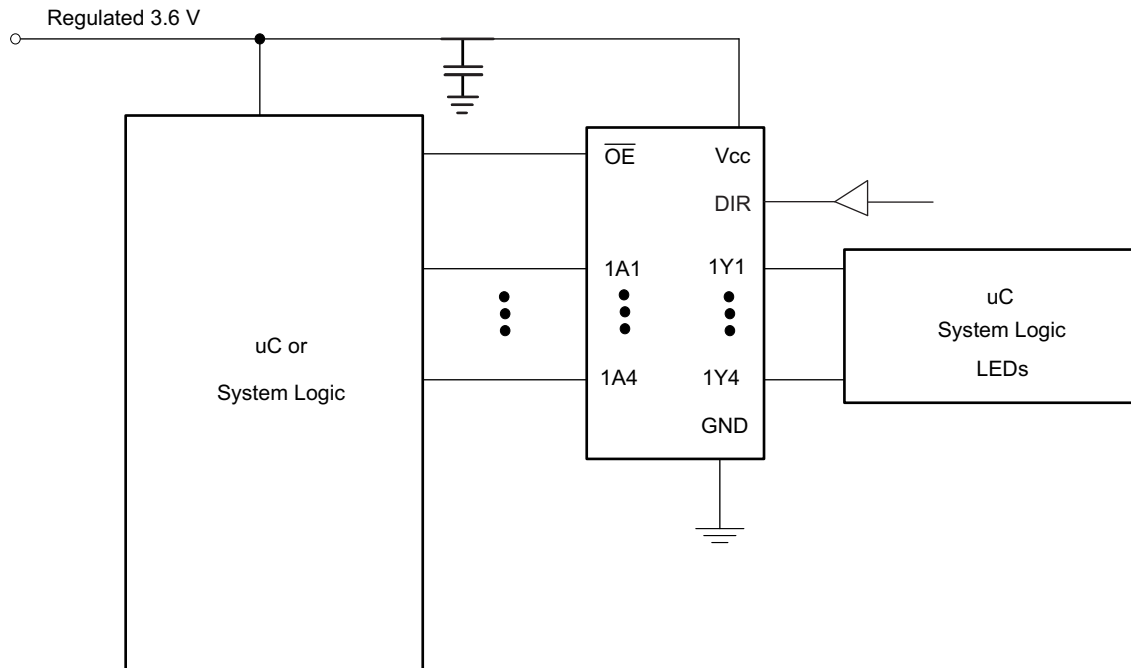 Regulated 3.6 V
OE
Vcc
DIR
1A1
1Y1
uC or
System Logic
uC
System Logic
LEDs
1A4
1Y4
GND